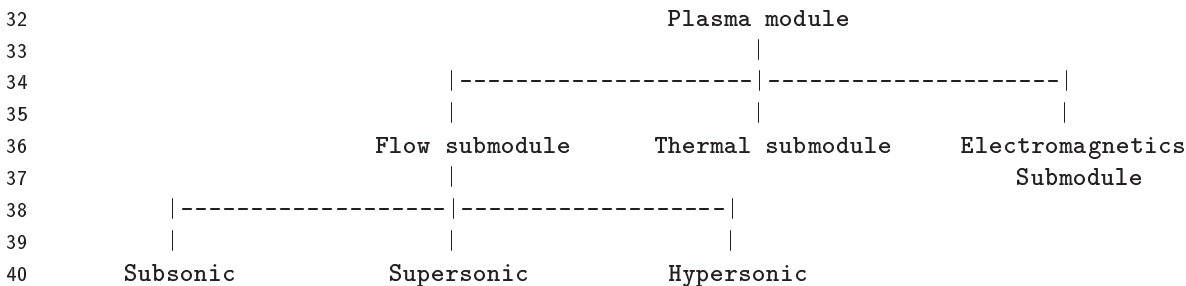 32 Plasma module
33 |
34 |---------------------|---------------------|
35 | | |
36 Flow submodule Thermal submodule Electromagnetics
37 | Submodule
38 |-------------------|-------------------|
39 | | |
40 Subsonic Supersonic Hypersonic